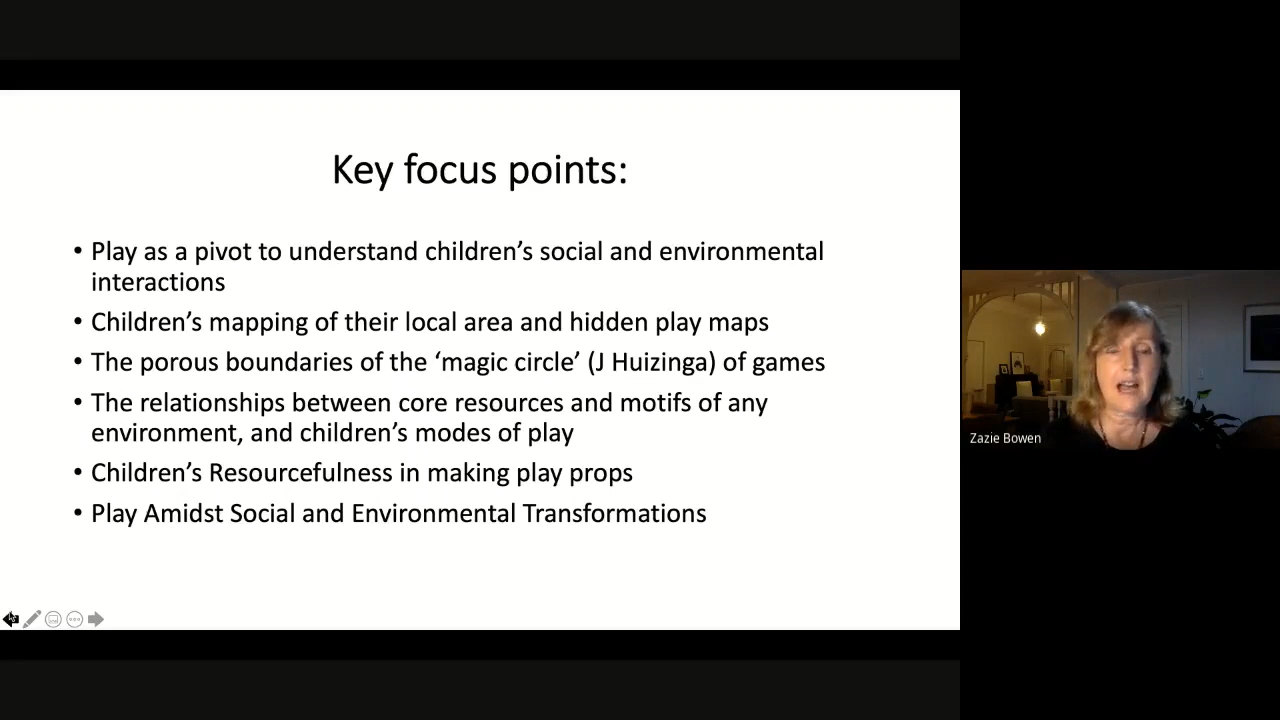 Key focus points:
• Play as a pivot to understand children’s social and environmental
interactions
• Children’s mapping of their local area and hidden play maps
• The porous boundaries of the ‘magic circle’ (J Huizinga) of games
• The relationships between core resources and motifs of any
environment, and children’s modes of play
• Children’s Resourcefulness in making play props
• Play Amidst Social and Environmental Transformations
Zazie Bowen